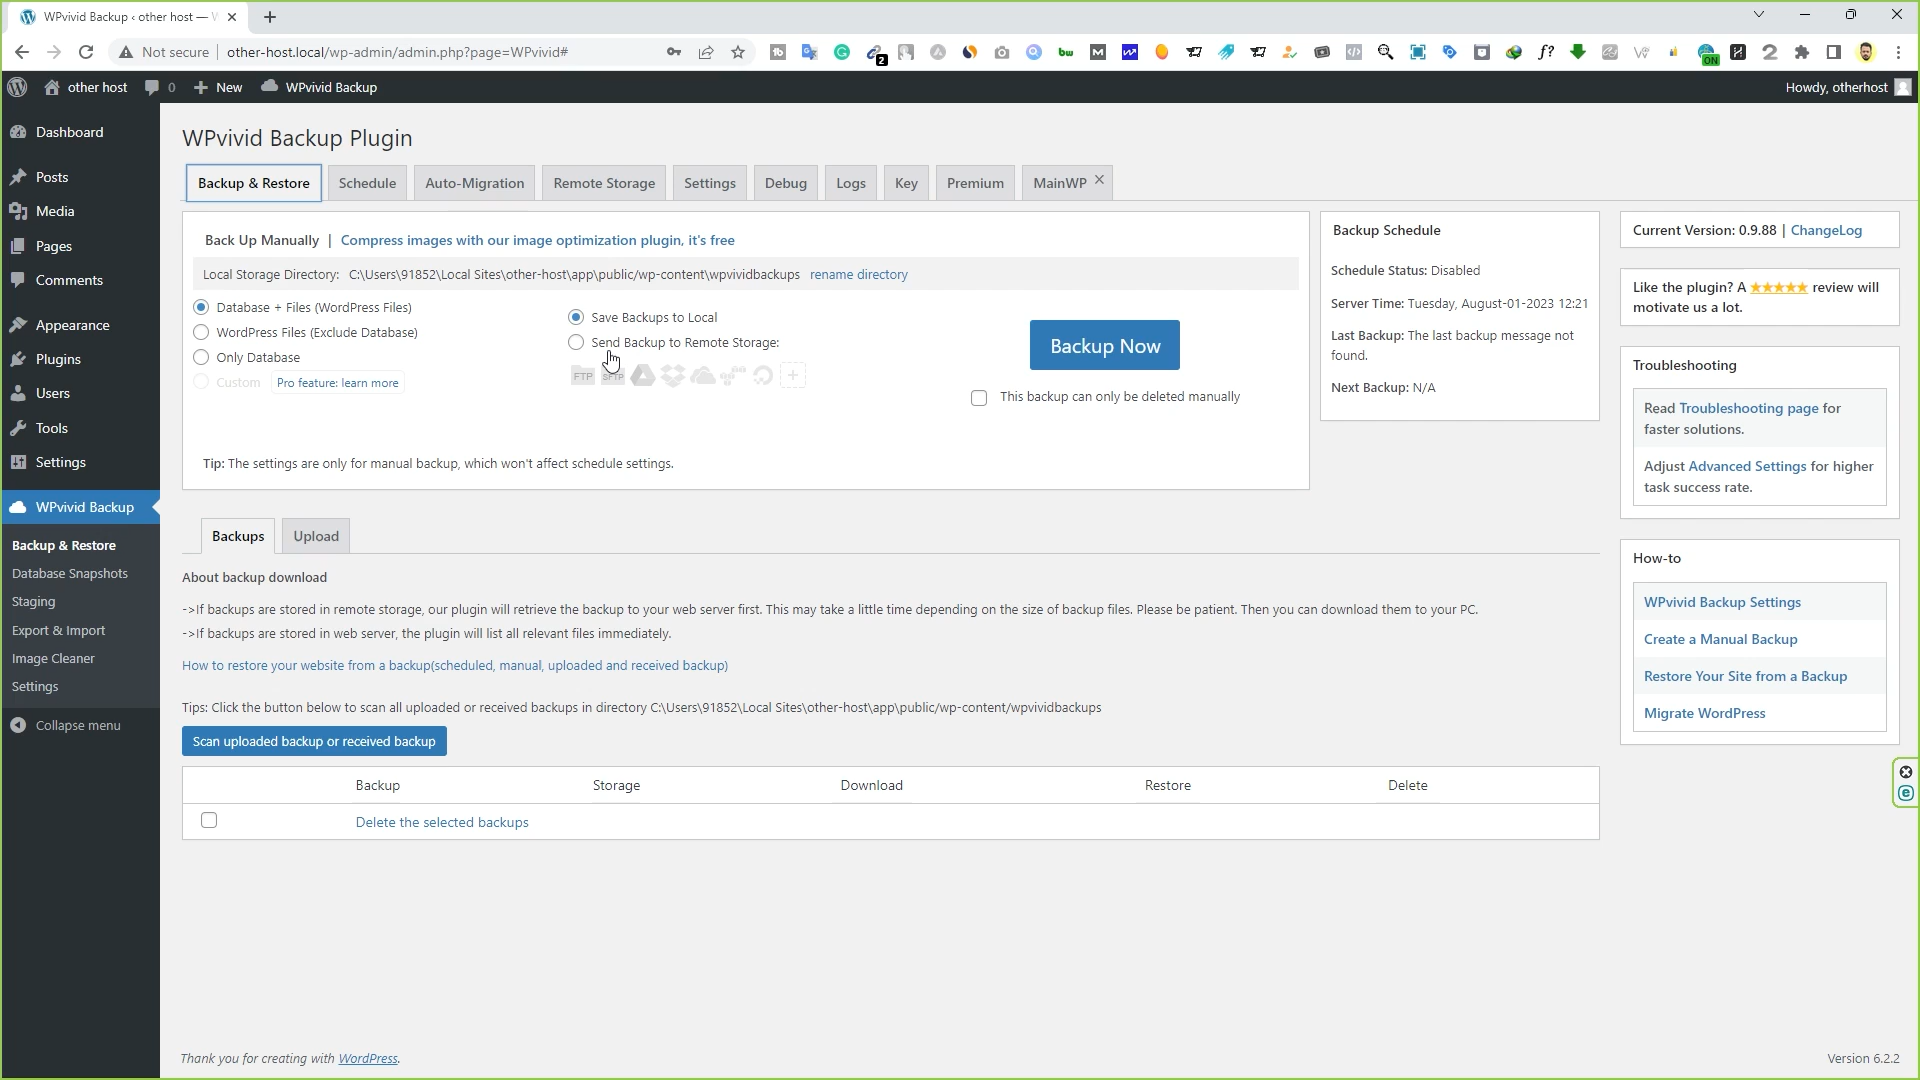 WPvivid Backup ‹ other host — W
Not secure
other-host.local/wp-admin/admin.php?page=WPvivid#
other host
0
New
WPvivid Backup
Howdy, otherhost
Dashboard
Posts
Media
Pages
Comments
Appearance
Plugins
Users
Tools
Settings
WPvivid Backup
Backup & Restore
Database Snapshots
Staging
Export & Import
Image Cleaner
Settings
Collapse menu
WPvivid Backup Plugin
Backup & Restore
Schedule
Auto-Migration
Remote Storage
Settings
Debug
Logs
Key
Premium
MainWP
Back Up Manually | Compress images with our image optimization plugin, it's free
Local Storage Directory: C:\Users\91852\Local Sites\other-host\app\public/wp-content\wpvividbackups rename directory
Database + Files (WordPress Files)
WordPress Files (Exclude Database)
Only Database
Custom
Pro feature: learn more
Save Backups to Local
Send Backup to Remote Storage:
FTP
SFTP
Backup Now
This backup can only be deleted manually
Tip: The settings are only for manual backup, which won't affect schedule settings.
Backup Schedule
Schedule Status: Disabled
Server Time: Tuesday, August-01-2023 12:21
Last Backup: The last backup message not
found.
Next Backup: N/A
Current Version: 0.9.88 | ChangeLog
Like the plugin? A ★★★★★ review will
motivate us a lot.
Troubleshooting
Read Troubleshooting page for
faster solutions.
Adjust Advanced Settings for higher
task success rate.
How-to
WPvivid Backup Settings
Create a Manual Backup
Restore Your Site from a Backup
Migrate WordPress
Backups
Upload
About backup download
->If backups are stored in remote storage, our plugin will retrieve the backup to your web server first. This may take a little time depending on the size of backup files. Please be patient. Then you can download them to your PC.
->If backups are stored in web server, the plugin will list all relevant files immediately.
How to restore your website from a backup(scheduled, manual, uploaded and received backup)
Tips: Click the button below to scan all uploaded or received backups in directory C:\Users\91852\Local Sites\other-host\app\public/wp-content/wpvividbackups
Scan uploaded backup or received backup
Backup
Storage
Download
Restore
Delete
Delete the selected backups
Thank you for creating with WordPress.
Version 6.2.2